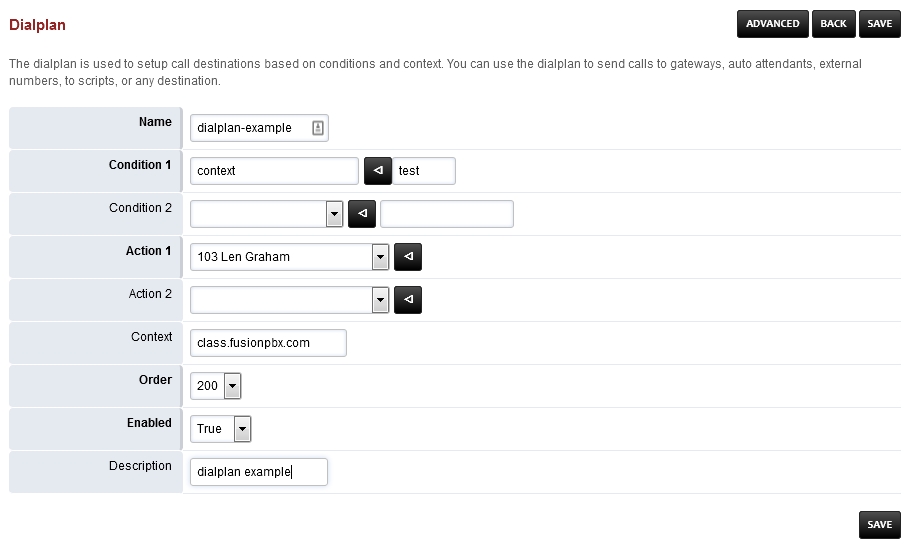 Dialplan
ADVANCED BACK SAVE
The dialplan is used to setup call destinations based on conditions and context. You can use the dialplan to send calls to gateways, auto attendants, external
numbers, to scripts, or any destination.
Name dialplan-example
Condition 1 context test
Condition 2
Action 1 103 Len Graham
Action 2
Context class.fusionpbx.com
Order 200
Enabled True
Description dialplan example
SAVE